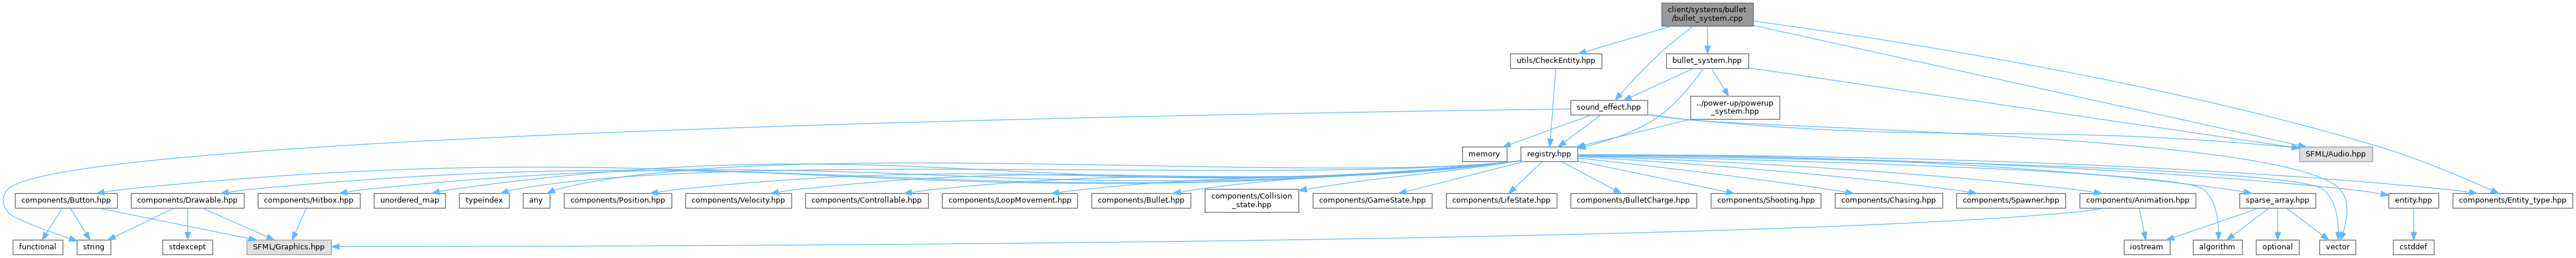 client/systems/bullet
/bullet_system.cpp
utils/CheckEntity.hpp
bullet_system.hpp
sound_effect.hpp
../power-up/powerup
_system.hpp
memory
registry.hpp
SFML/Audio.hpp
components/Button.hpp
components/Drawable.hpp
components/Hitbox.hpp
unordered_map
typeindex
any
components/Position.hpp
components/Velocity.hpp
components/Controllable.hpp
components/LoopMovement.hpp
components/Bullet.hpp
components/Collision
_state.hpp
components/GameState.hpp
components/LifeState.hpp
components/BulletCharge.hpp
components/Shooting.hpp
components/Chasing.hpp
components/Spawner.hpp
components/Animation.hpp
sparse_array.hpp
entity.hpp
components/Entity_type.hpp
functional
string
stdexcept
SFML/Graphics.hpp
iostream
algorithm
optional
vector
cstddef